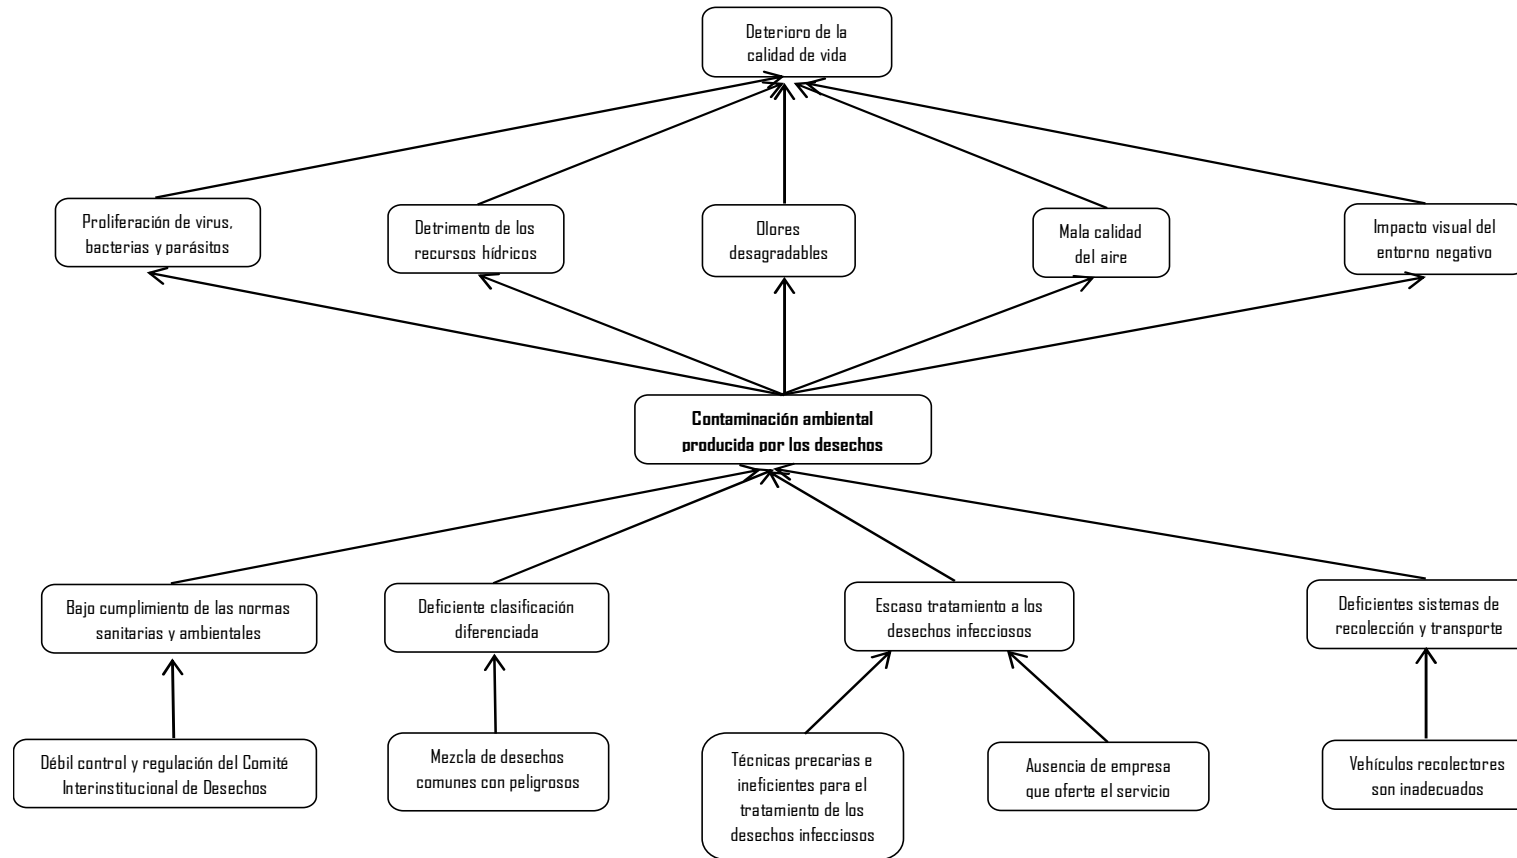 Deterioro de la
calidad de vida
Proliferación de virus,
bacterias y parásitos
Detrimento de los
recursos hídricos
Olores
desagradables
Mala calidad
del aire
Impacto visual del
entorno negativo
Contaminación ambiental
producida por los desechos
Bajo cumplimiento de las normas
sanitarias y ambientales
Deficiente clasificación
diferenciada
Escaso tratamiento a los
desechos infecciosos
Deficientes sistemas de
recolección y transporte
Débil control y regulación del Comité
Interinstitucional de Desechos
Mezcla de desechos
comunes con peligrosos
Técnicas precarias e
ineficientes para el
tratamiento de los
desechos infecciosos
Ausencia de empresa
que oferte el servicio
Vehículos recolectores
son inadecuados